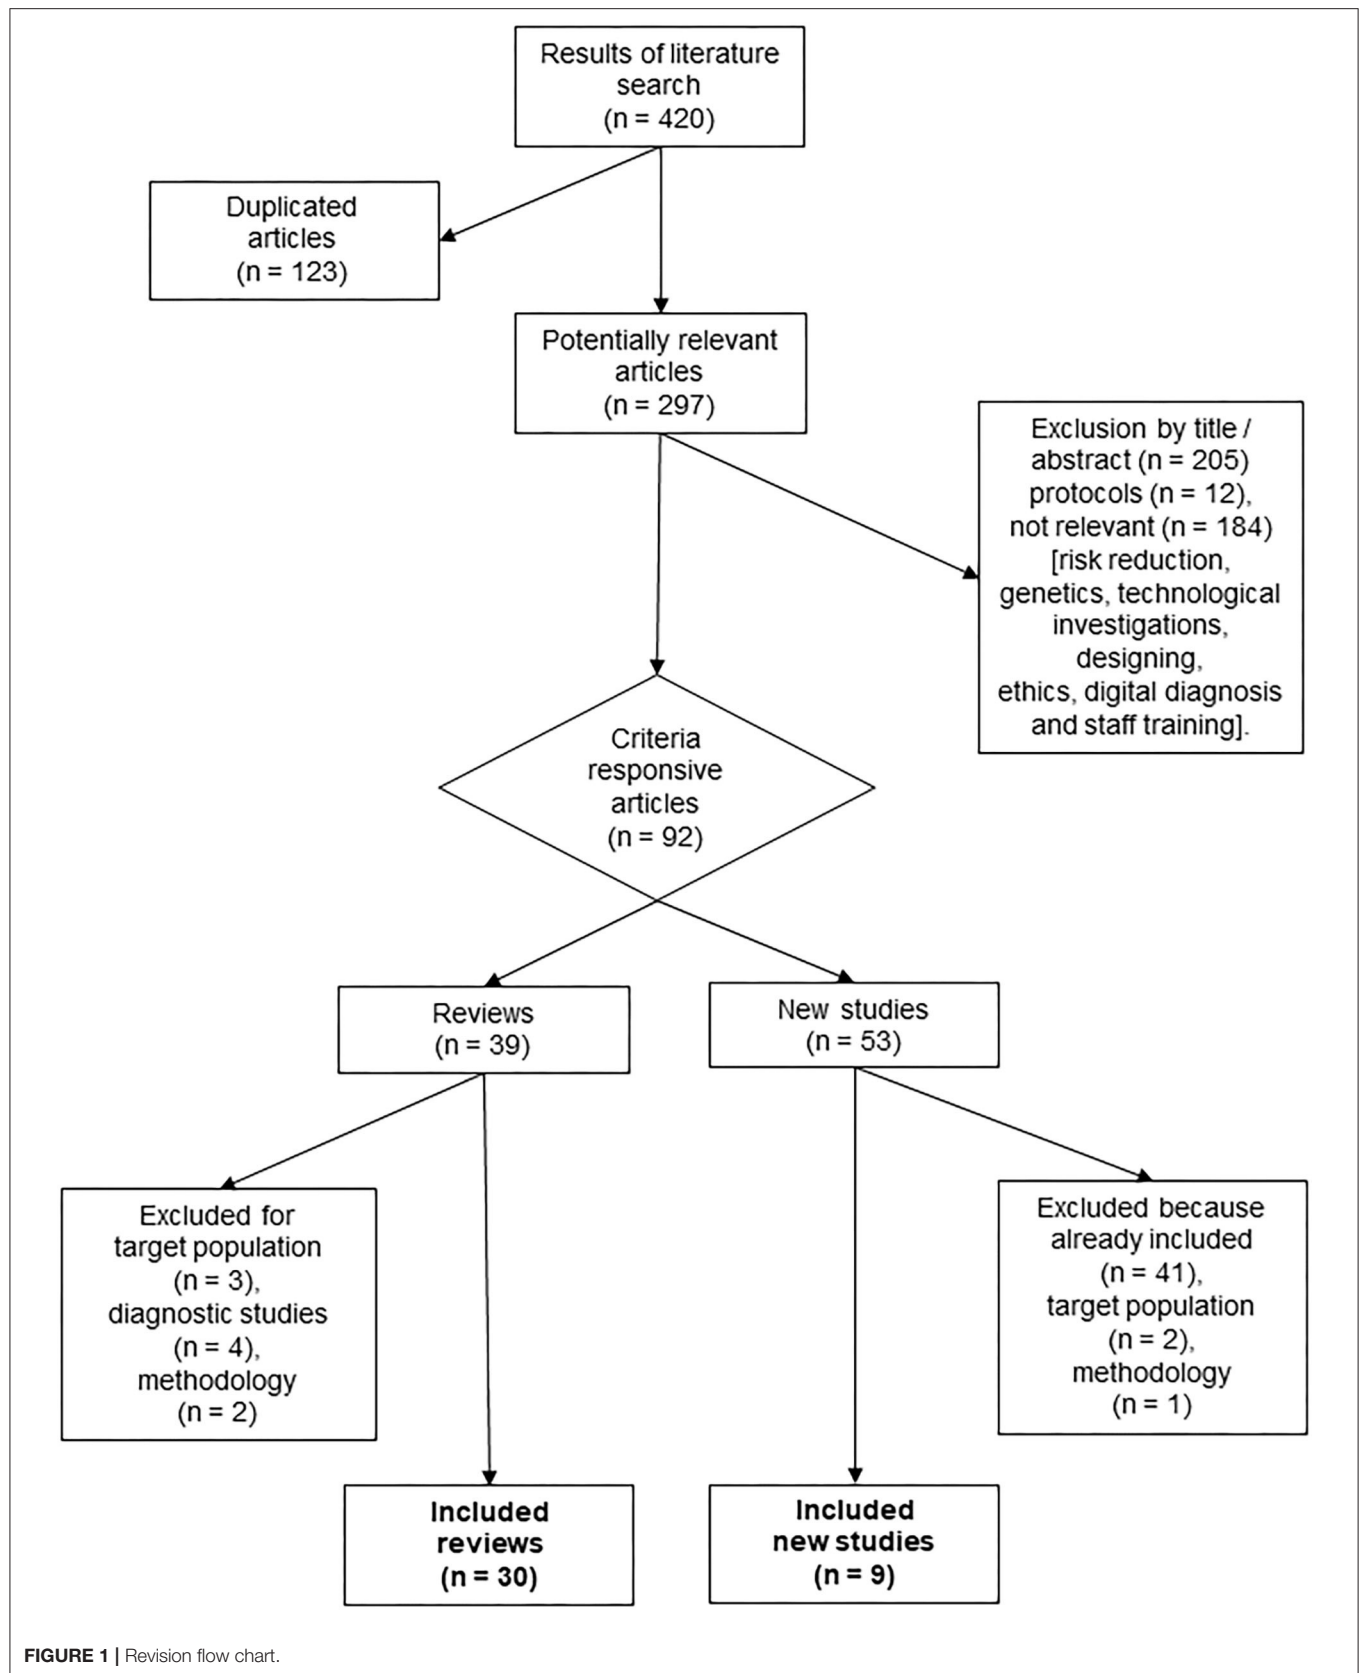 Results of literature
search
(n = 420)
Duplicated
articles
(n = 123)
Potentially relevant
articles
(n = 297)
Exclusion by title /
abstract (n = 205)
protocols (n = 12),
not relevant (n = 184)
[risk reduction,
genetics, technological
investigations,
designing,
ethics, digital diagnosis
and staff training].
Criteria
responsive
articles
(n = 92)
Reviews
(n = 39)
New studies
(n = 53)
Excluded for
target population
(n = 3),
diagnostic studies
(n = 4),
methodology
(n = 2)
Excluded because
already included
(n = 41),
target population
(n = 2),
methodology
(n = 1)
Included
reviews
(n = 30)
Included
new studies
(n = 9)
FIGURE 1 | Revision flow chart.